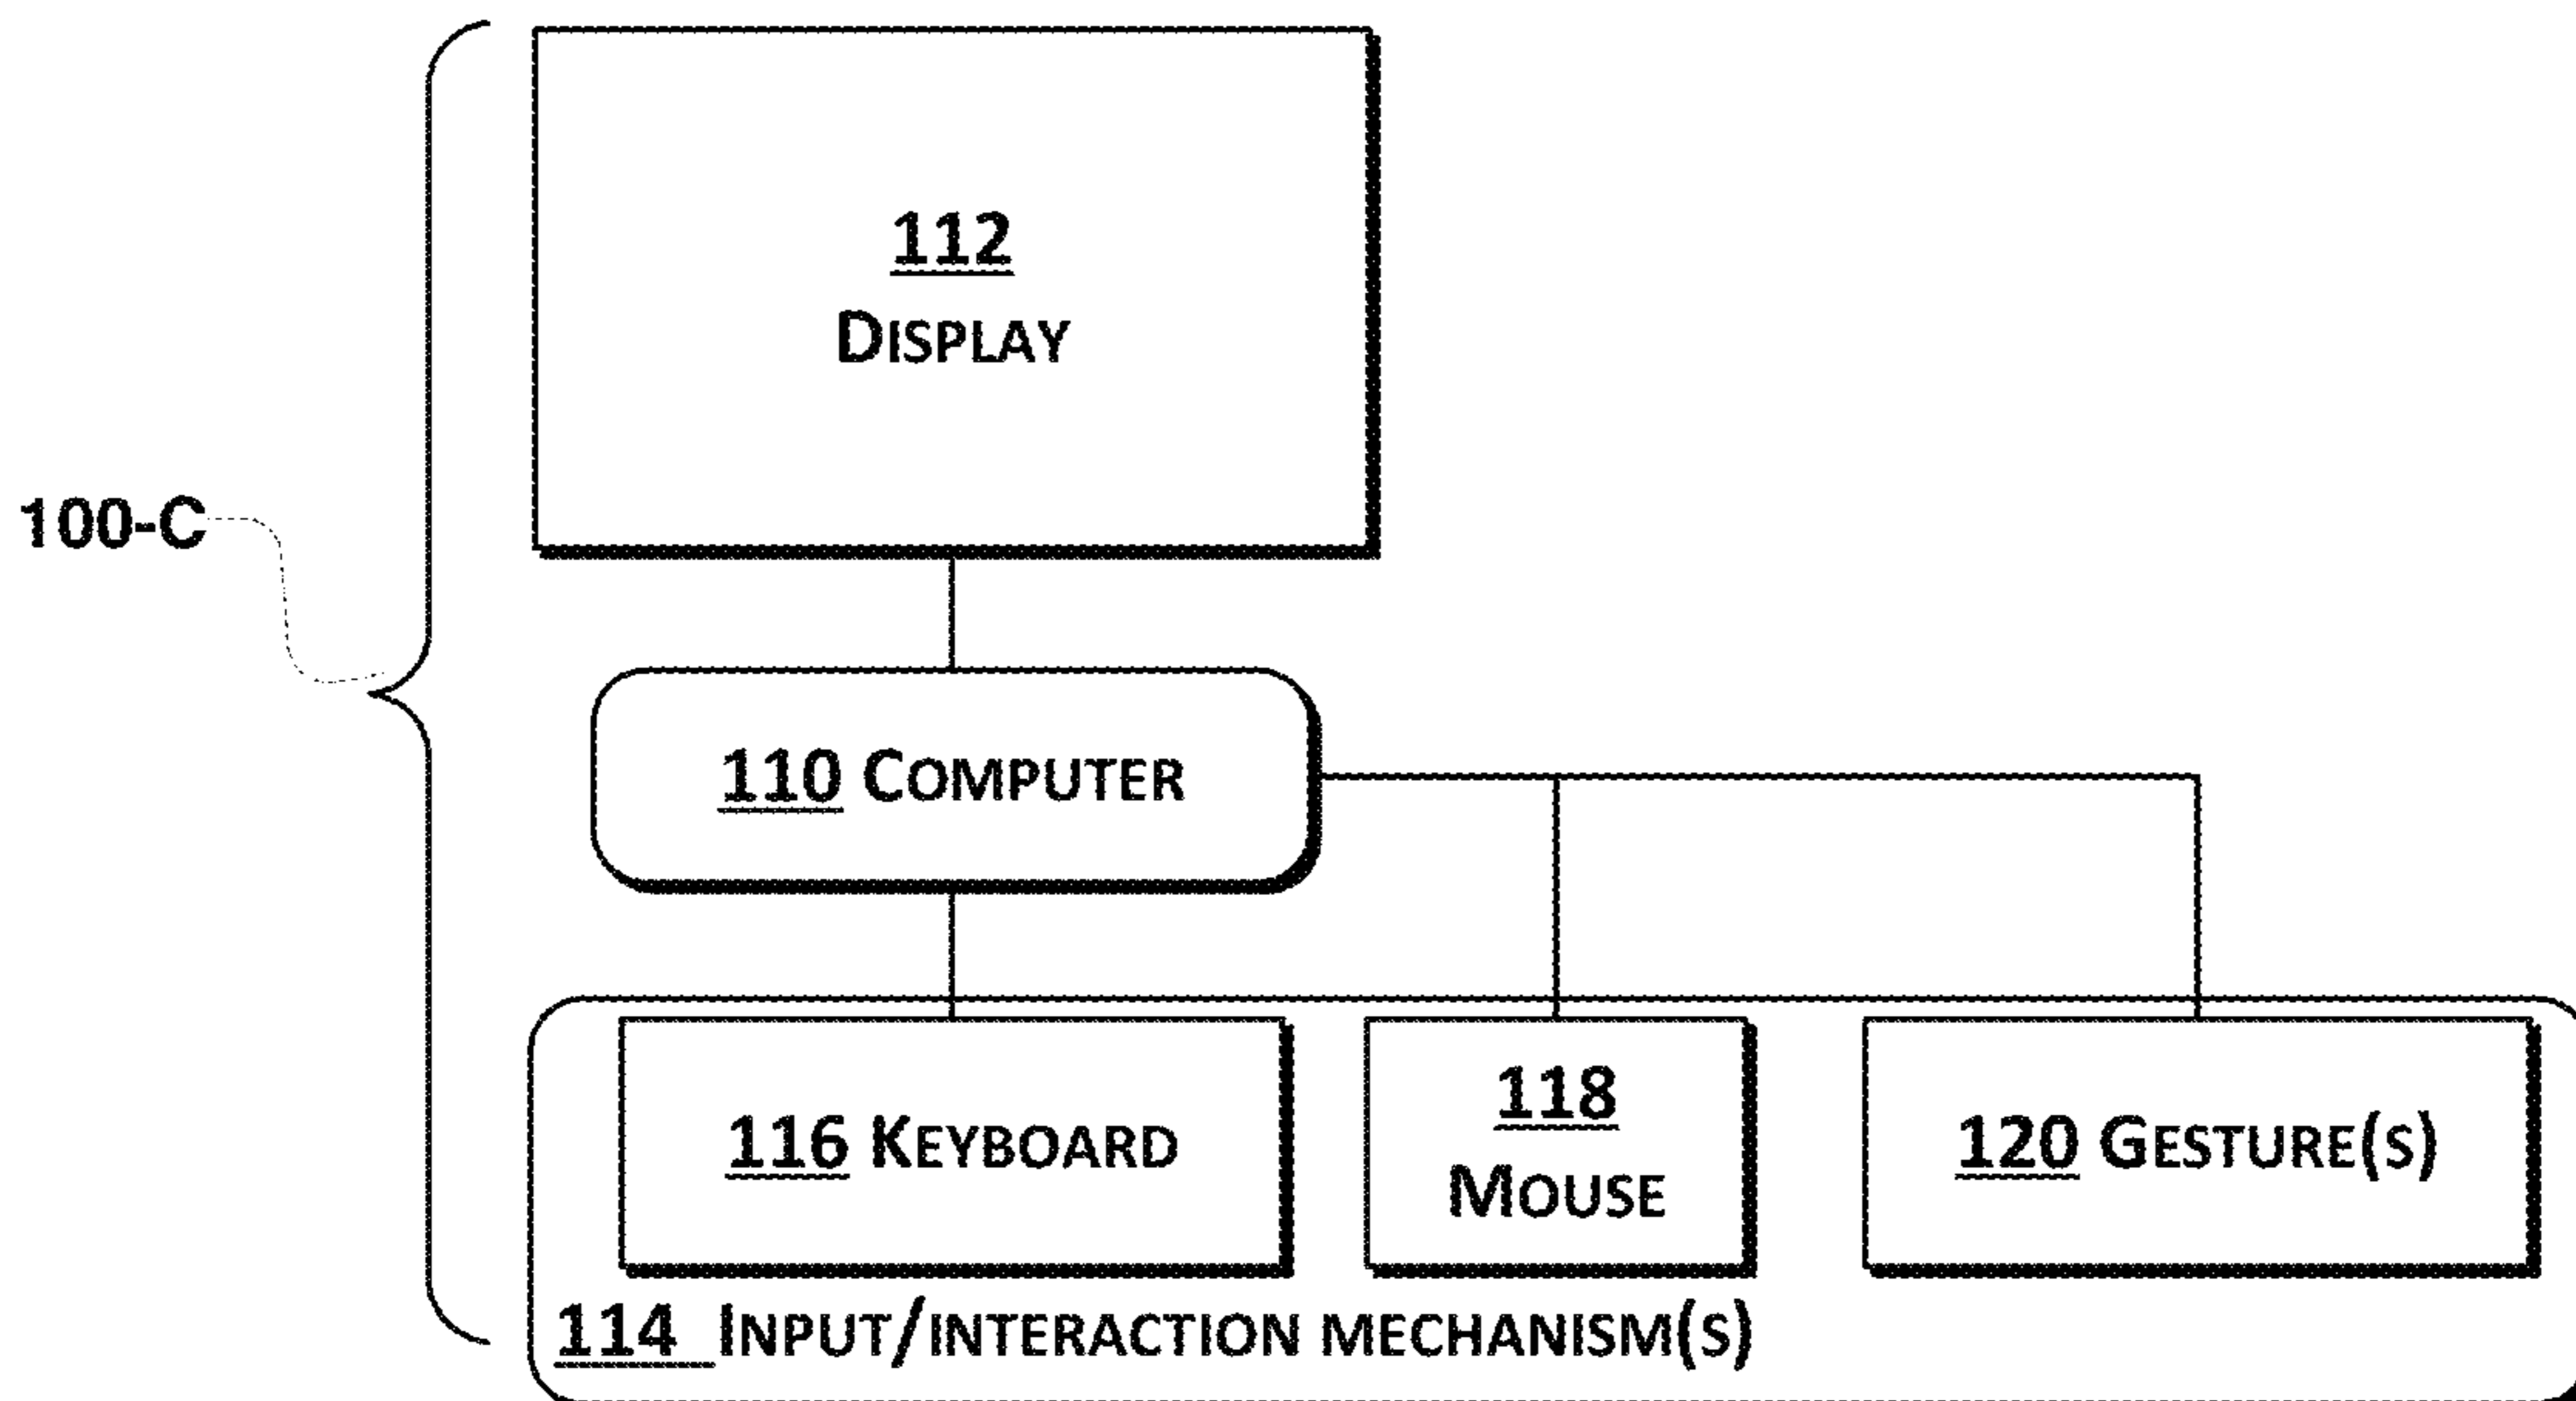 112
DISPLAY
100-C
110 COMPUTER
116 KEYBOARD
118
MOUSE
120 GESTURE(S)
114 INPUT/INTERACTION MECHANISM(S)